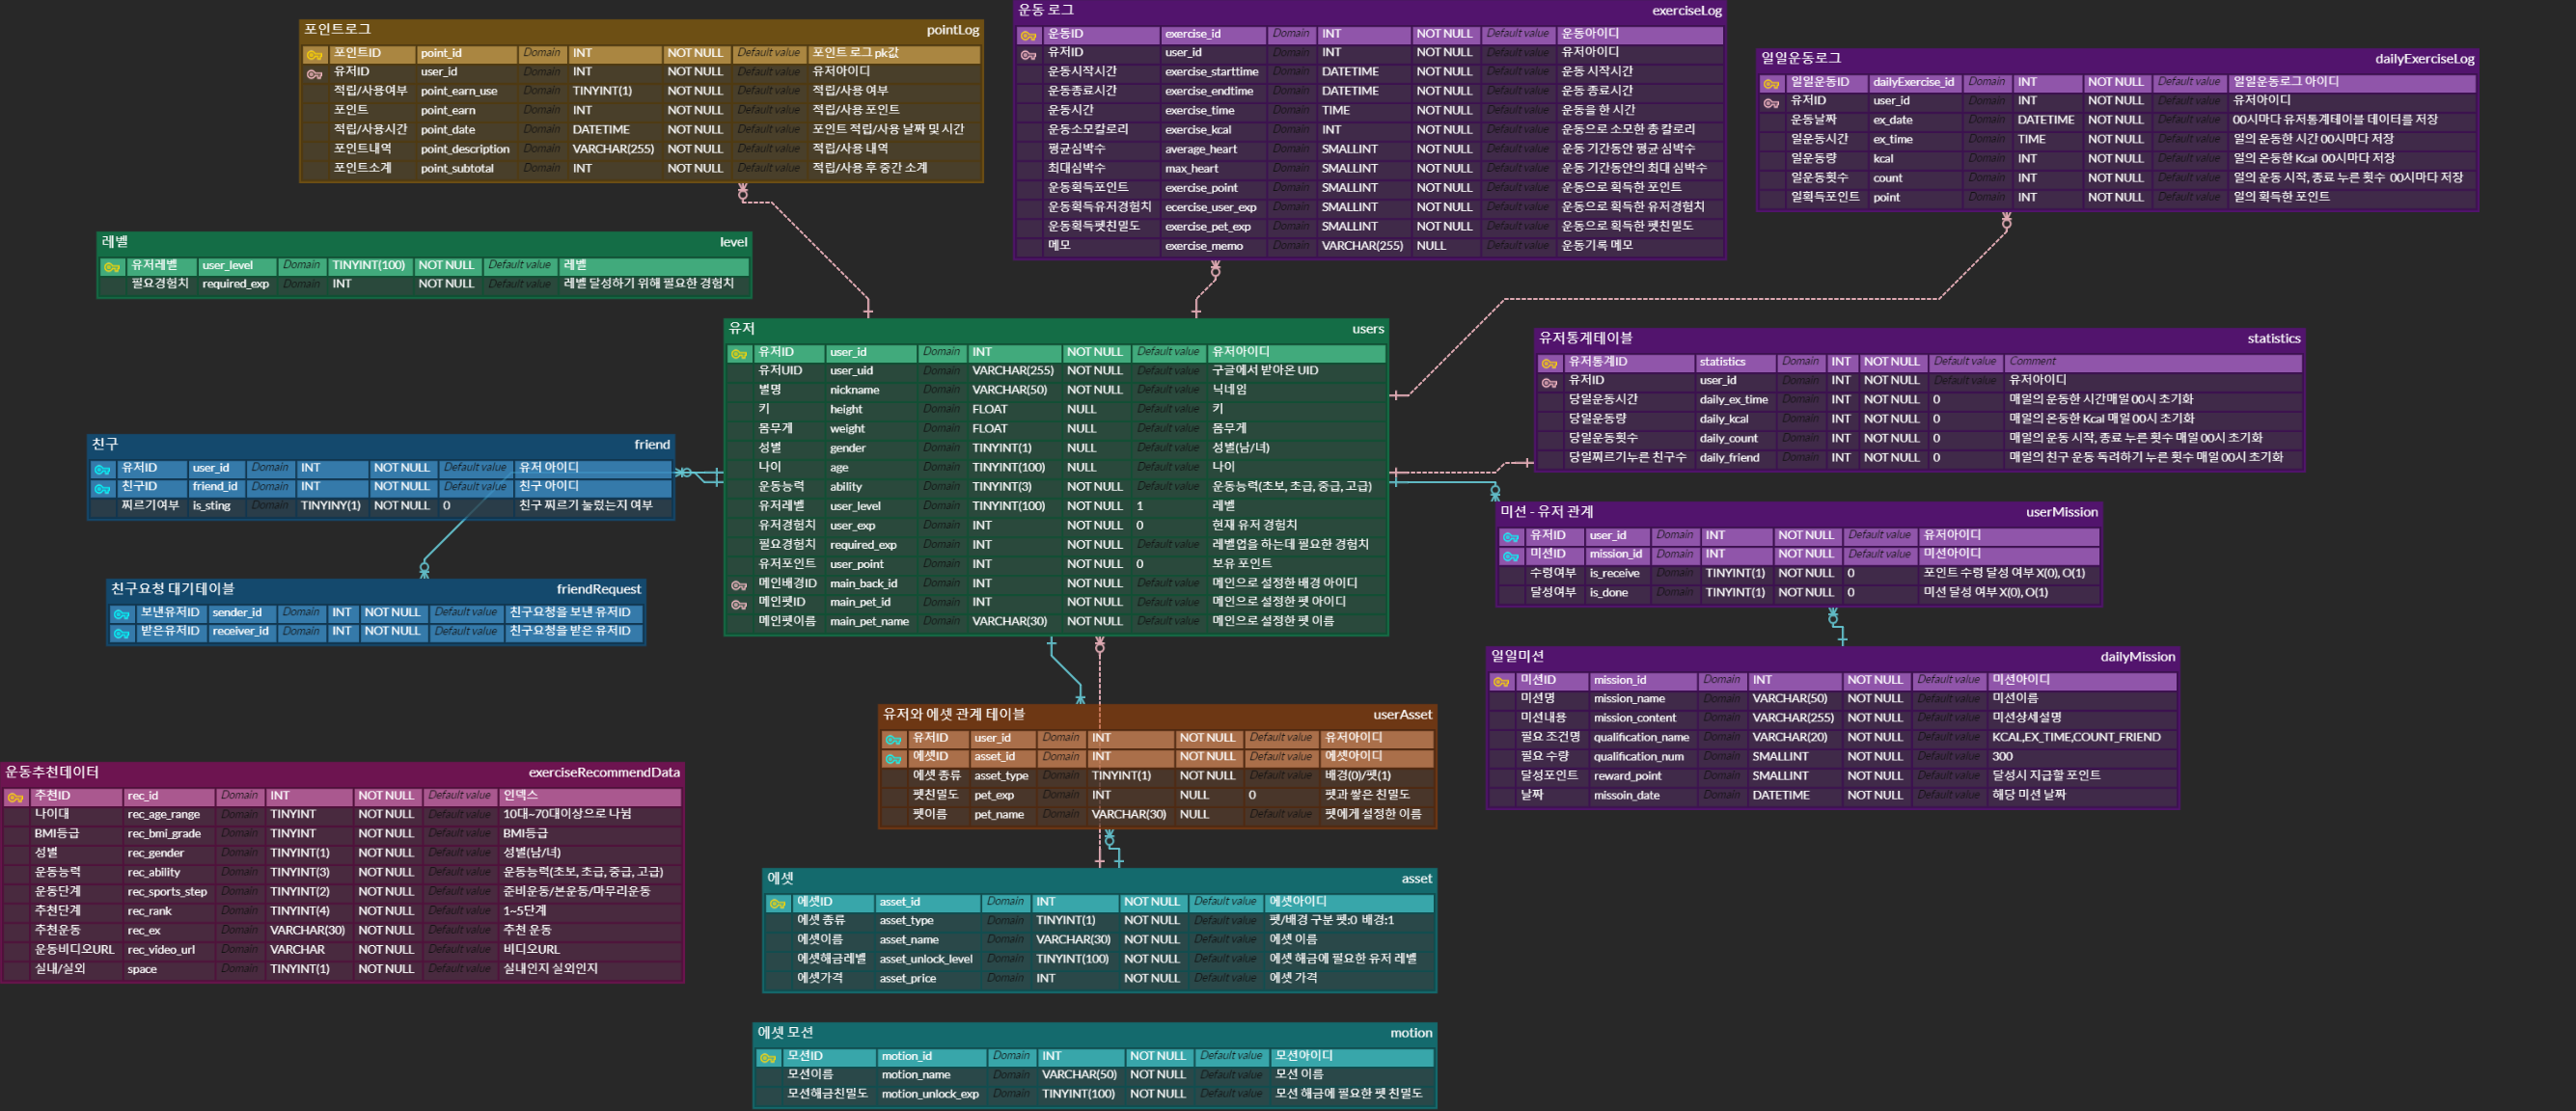 포인트로그 pointLog
포인트ID point_id Domain INT NOT NULL Default value 포인트 로그 pk값
유저ID user_id Domain INT NOT NULL Default value 유저아이디
적립/사용여부 point_earn_use Domain TINYINT(1) NOT NULL Default value 적립/사용 여부
포인트 point_earn Domain INT NOT NULL Default value 적립/사용 포인트
적립/사용시간 point_date Domain DATETIME NOT NULL Default value 포인트 적립/사용 날짜 및 시간
포인트내역 point_description Domain VARCHAR(255) NOT NULL Default value 적립/사용 내역
포인트소계 point_subtotal Domain INT NOT NULL Default value 적립/사용 후 중간 소계
운동 로그 exerciseLog
운동ID exercise_id Domain INT NOT NULL Default value 운동아이디
유저ID user_id Domain INT NOT NULL Default value 유저아이디
운동시작시간 exercise_starttime Domain DATETIME NOT NULL Default value 운동 시작시간
운동종료시간 exercise_endtime Domain DATETIME NOT NULL Default value 운동 종료시간
운동시간 exercise_time Domain TIME NOT NULL Default value 운동을 한 시간
운동소모칼로리 exercise_kcal Domain INT NOT NULL Default value 운동으로 소모한 총 칼로리
평균심박수 average_heart Domain SMALLINT NOT NULL Default value 운동 기간동안 평균 심박수
최대심박수 max_heart Domain SMALLINT NOT NULL Default value 운동 기간동안의 최대 심박수
운동획득포인트 exercise_point Domain SMALLINT NOT NULL Default value 운동으로 획득한 포인트
운동획득유저경험치 ecercise_user_exp Domain SMALLINT NOT NULL Default value 운동으로 획득한 유저경험치
운동획득펫친밀도 exercise_pet_exp Domain SMALLINT NOT NULL Default value 운동으로 획득한 펫친밀도
메모 exercise_memo Domain VARCHAR(255) NULL Default value 운동기록 메모
일일운동로그 dailyExerciseLog
일일운동ID dailyExercise_id Domain INT NOT NULL Default value 일일운동로그 아이디
유저ID user_id Domain INT NOT NULL Default value 유저아이디
운동날짜 ex_date Domain DATETIME NOT NULL Default value 00시마다 유저통계테이블 데이터를 저장
일운동시간 ex_time Domain TIME NOT NULL Default value 일의 운동한 시간 00시마다 저장
일운동량 kcal Domain INT NOT NULL Default value 일의 운동한 Kcal 00시마다 저장
일운동횟수 count Domain INT NOT NULL Default value 일의 운동 시작, 종료 누른 횟수 00시마다 저장
일획득포인트 point Domain INT NOT NULL Default value 일의 획득한 포인트
레벨 level
유저레벨 user_level Domain TINYINT(100) NOT NULL Default value 레벨
필요경험치 required_exp Domain INT NOT NULL Default value 레벨 달성하기 위해 필요한 경험치
유저 users
유저ID user_id Domain INT NOT NULL Default value 유저아이디
유저UID user_uid Domain VARCHAR(255) NOT NULL Default value 구글에서 받아온 UID
별명 nickname Domain VARCHAR(50) NOT NULL Default value 닉네임
키 height Domain FLOAT NULL Default value 키
몸무게 weight Domain FLOAT NULL Default value 몸무게
성별 gender Domain TINYINT(1) NULL Default value 성별(남/녀)
나이 age Domain TINYINT(100) NULL Default value 나이
운동능력 ability Domain TINYINT(3) NOT NULL Default value 운동능력(초보, 초급, 중급, 고급)
유저레벨 user_level Domain TINYINT(100) NOT NULL 1 레벨
유저경험치 user_exp Domain INT NOT NULL 0 현재 유저 경험치
필요경험치 required_exp Domain INT NOT NULL Default value 레벨업을 하는데 필요한 경험치
유저포인트 user_point Domain INT NOT NULL 0 보유 포인트
메인배경ID main_back_id Domain INT NOT NULL Default value 메인으로 설정한 배경 아이디
메인펫ID main_pet_id Domain INT NOT NULL Default value 메인으로 설정한 펫 아이디
메인펫이름 main_pet_name Domain VARCHAR(30) NOT NULL Default value 메인으로 설정한 펫 이름
유저통계테이블 statistics
유저통계ID statistics Domain INT NOT NULL Default value Comment
유저ID user_id Domain INT NOT NULL Default value 유저아이디
당일운동시간 daily_ex_time Domain INT NOT NULL 0 매일의 운동한 시간매일 00시 초기화
당일운동량 daily_kcal Domain INT NOT NULL 0 매일의 운동한 Kcal 매일 00시 초기화
당일운동횟수 daily_count Domain INT NOT NULL 0 매일의 운동 시작, 종료 누른 횟수 매일 00시 초기화
당일찌르기누른 친구수 daily_friend Domain INT NOT NULL 0 매일의 친구 운동 독려하기 누른 횟수 매일 00시 초기화
친구 friend
유저ID user_id Domain INT NOT NULL Default value 유저 아이디
친구ID friend_id Domain INT NOT NULL Default value 친구 아이디
찌르기여부 is_sting Domain TINYINY(1) NOT NULL 0 친구 찌르기 눌렀는지 여부
미션 - 유저 관계 userMission
유저ID user_id Domain INT NOT NULL Default value 유저아이디
미션ID mission_id Domain INT NOT NULL Default value 미션아이디
수령여부 is_receive Domain TINYINT(1) NOT NULL 0 포인트 수령 달성 여부 X(0), O(1)
달성여부 is_done Domain TINYINT(1) NOT NULL 0 미션 달성 여부 X(0), O(1)
친구요청 대기테이블 friendRequest
보낸유저ID sender_id Domain INT NOT NULL Default value 친구요청을 보낸 유저ID
받은유저ID receiver_id Domain INT NOT NULL Default value 친구요청을 받은 유저ID
일일미션 dailyMission
미션ID mission_id Domain INT NOT NULL Default value 미션아이디
미션명 mission_name Domain VARCHAR(50) NOT NULL Default value 미션이름
미션내용 mission_content Domain VARCHAR(255) NOT NULL Default value 미션상세설명
필요 조건명 qualification_name Domain VARCHAR(20) NOT NULL Default value KCAL,EX_TIME,COUNT_FRIEND
필요 수량 qualification_num Domain SMALLINT NOT NULL Default value 300
달성포인트 reward_point Domain SMALLINT NOT NULL Default value 달성시 지급할 포인트
날짜 missoin_date Domain DATETIME NOT NULL Default value 해당 미션 날짜
유저와 에셋 관계 테이블 userAsset
유저ID user_id Domain INT NOT NULL Default value 유저아이디
에셋ID asset_id Domain INT NOT NULL Default value 에셋아이디
에셋 종류 asset_type Domain TINYINT(1) NOT NULL Default value 배경(0)/펫(1)
펫친밀도 pet_exp Domain INT NULL 0 펫과 쌓은 친밀도
펫이름 pet_name Domain VARCHAR(30) NULL Default value 펫에게 설정한 이름
운동추천데이터 exerciseRecommendData
추천ID rec_id Domain INT NOT NULL Default value 인덱스
나이대 rec_age_range Domain TINYINT NOT NULL Default value 10대~70대이상으로 나뉨
BMI등급 rec_bmi_grade Domain TINYINT NOT NULL Default value BMI등급
성별 rec_gender Domain TINYINT(1) NOT NULL Default value 성별(남/녀)
운동능력 rec_ability Domain TINYINT(3) NOT NULL Default value 운동능력(초보, 초급, 중급, 고급)
운동단계 rec_sports_step Domain TINYINT(2) NOT NULL Default value 준비운동/본운동/마무리운동
추천단계 rec_rank Domain TINYINT(4) NOT NULL Default value 1~5단계
추천운동 rec_ex Domain VARCHAR(30) NOT NULL Default value 추천 운동
운동비디오URL rec_video_url Domain VARCHAR NOT NULL Default value 비디오URL
실내/실외 space Domain TINYINT(1) NOT NULL Default value 실내인지 실외인지
에셋 asset
에셋ID asset_id Domain INT NOT NULL Default value 에셋아이디
에셋 종류 asset_type Domain TINYINT(1) NOT NULL Default value 펫/배경 구분 펫:0 배경:1
에셋이름 asset_name Domain VARCHAR(30) NOT NULL Default value 에셋 이름
에셋해금레벨 asset_unlock_level Domain TINYINT(100) NOT NULL Default value 에셋 해금에 필요한 유저 레벨
에셋가격 asset_price Domain INT NOT NULL Default value 에셋 가격
에셋 모션 motion
모션ID motion_id Domain INT NOT NULL Default value 모션아이디
모션이름 motion_name Domain VARCHAR(50) NOT NULL Default value 모션 이름
모션해금친밀도 motion_unlock_exp Domain TINYINT(100) NOT NULL Default value 모션 해금에 필요한 펫 친밀도